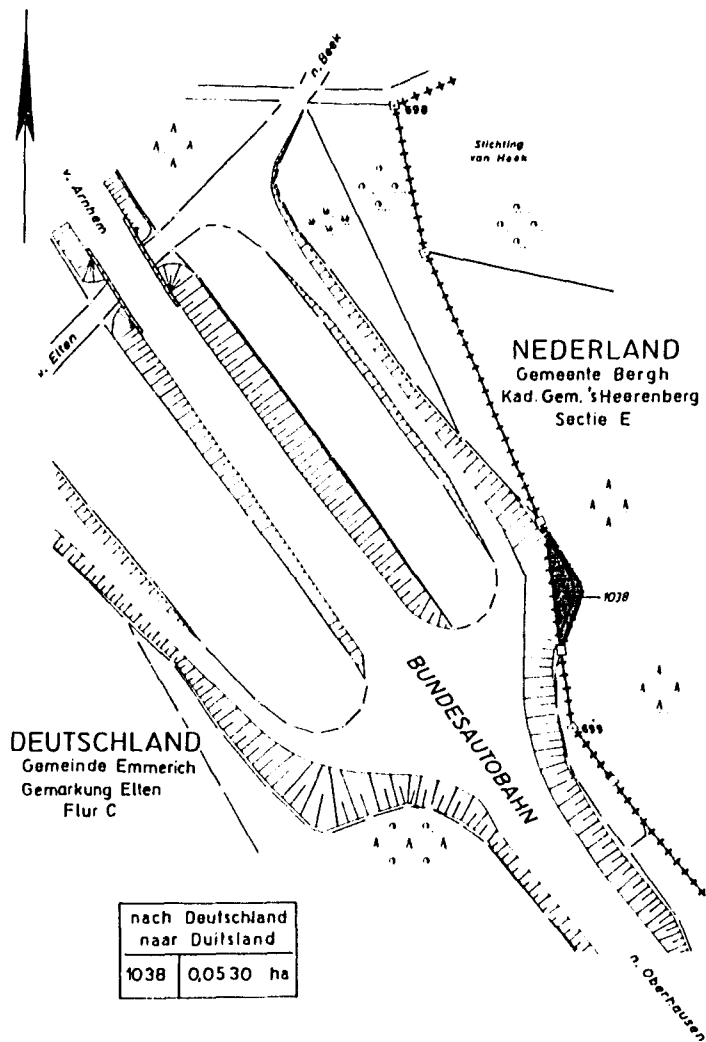 n. Beek
698
Stichting
van Heek
v. Arnhem
v. Elten
NEDERLAND
Gemeente Bergh
Kad. Gem. 'sHeerenberg
Sectie E
1038
BUNDESAUTOBAHN
699
DEUTSCHLAND
Gemeinde Emmerich
Gemarkung Elten
Flur C
nach Deutschland
naar Duitsland
1038 0,0530 ha
n. Oberhausen